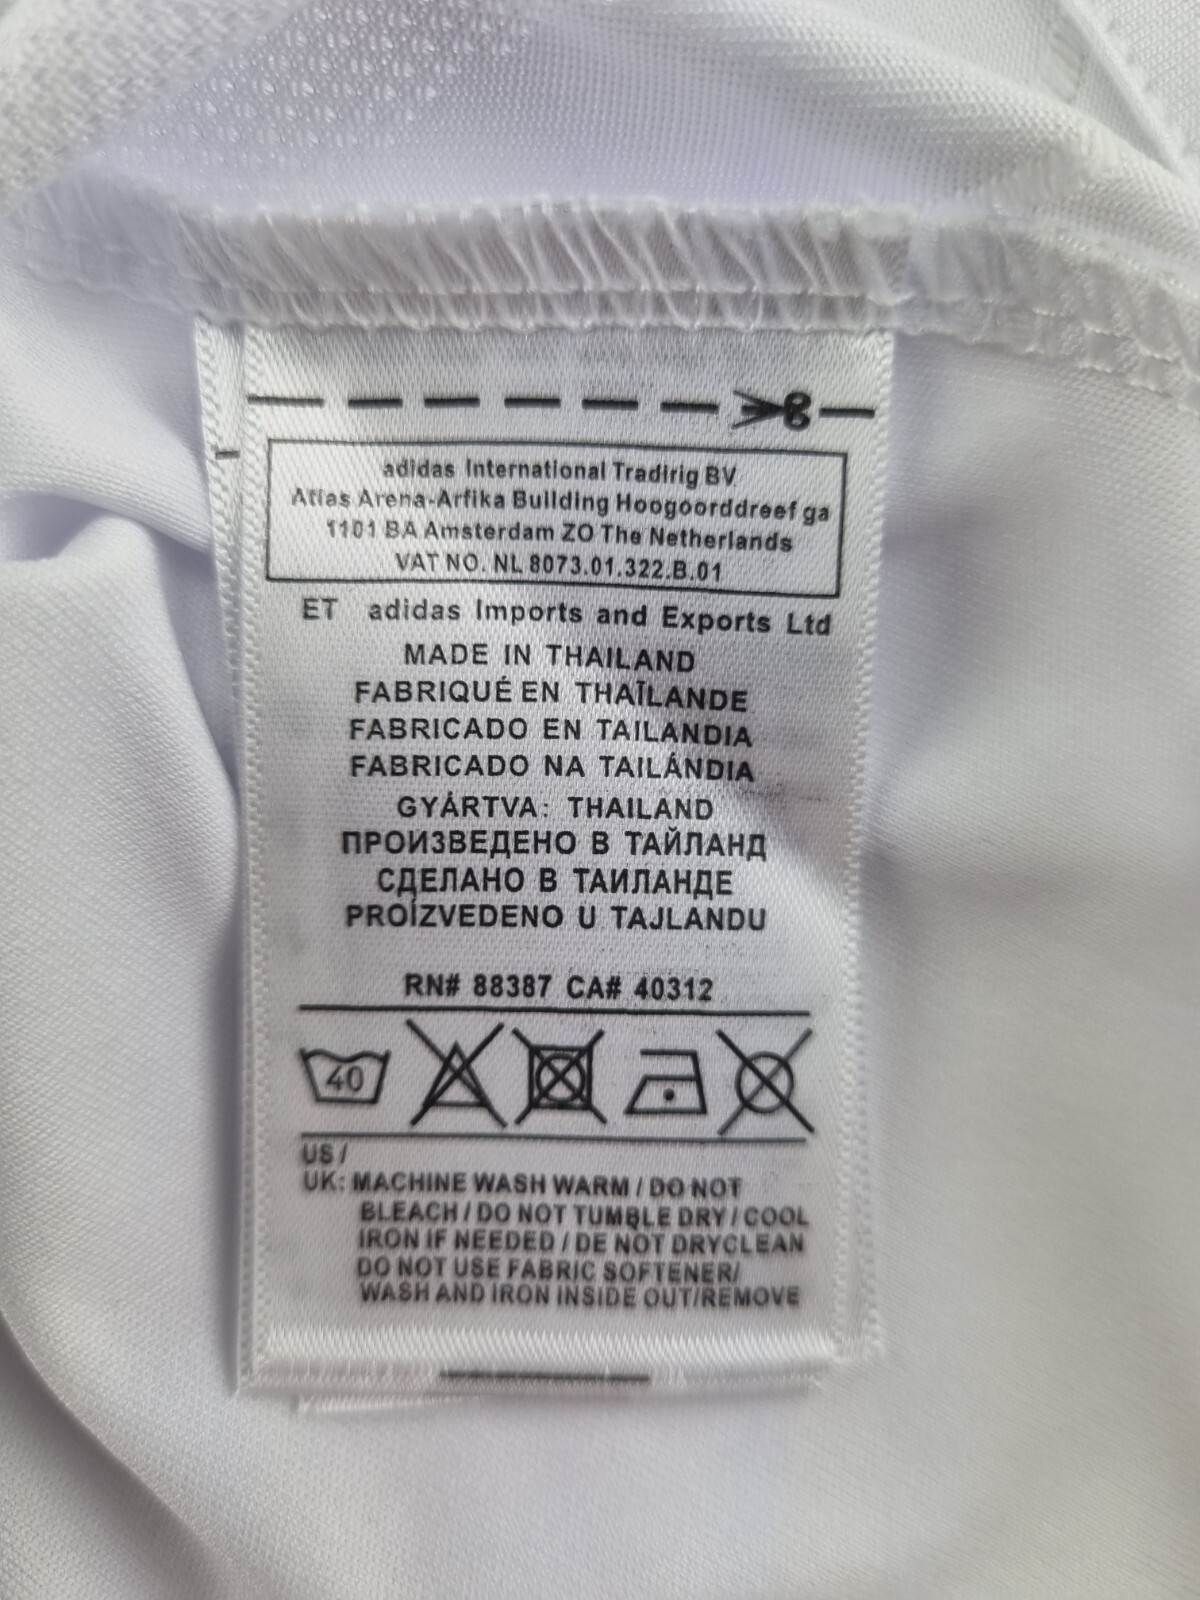 adidas International Tradirig BV
Atlas Arena-Arfika Building Hoogoorddreef ga
1101 BA Amsterdam ZO The Netherlands
VAT NO. NL 8073.01.322.B.01
ET adidas Imports and Exports Ltd
MADE IN THAILAND
FABRIQUÉ EN THAÏLANDE
FABRICADO EN TAILANDIA
FABRICADO NA TAILÁNDIA
GYÁRTVA: THAILAND
ПРОИЗВЕДЕНО В ТАЙЛАНД
СДЕЛАНО В ТАИЛАНДЕ
PROÍZVEDENO U TAJLANDU
RN# 88387 CA# 40312
40
US /
UK: MACHINE WASH WARM / DO NOT
BLEACH / DO NOT TUMBLE DRY / COOL
IRON IF NEEDED / DE NOT DRYCLEAN
DO NOT USE FABRIC SOFTENER/
WASH AND IRON INSIDE OUT/REMOVE